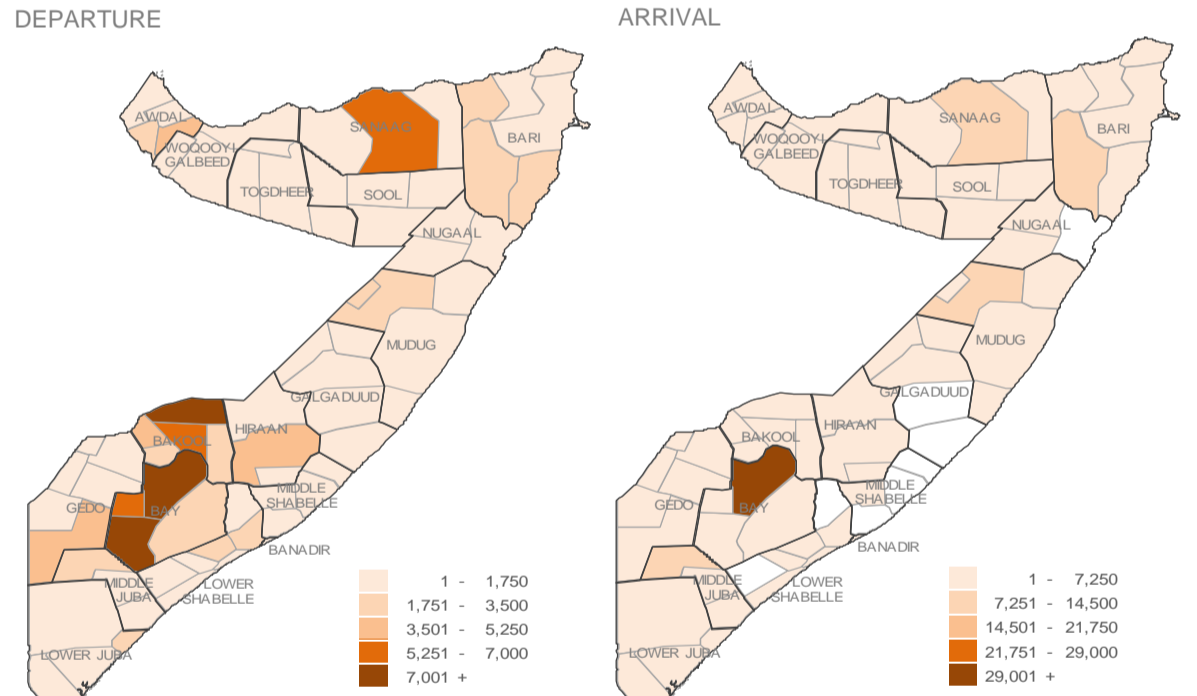 DEPARTURE
AWDAL
WOQOOYI
GALBEED
SANAAG
BARI
TOGDHEER
SOOL
NUGAAL
MUDUG
GALGADUUD
HIRAAN
BAKOOL
MIDDLE
SHABELLE
GEDO
BAY
BANADIR
MIDDLE
JUBA
LOWER
SHABELLE
LOWER JUBA
1 - 1,750
1,751 - 3,500
3,501 - 5,250
5,251 - 7,000
7,001 +
ARRIVAL
AWDAL
WOQOOYI
GALBEED
SANAAG
BARI
TOGDHEER
SOOL
NUGAAL
MUDUG
GALGADUUD
HIRAAN
BAKOOL
MIDDLE
SHABELLE
GEDO
BAY
BANADIR
MIDDLE
JUBA
LOWER
SHABELLE
LOWER JUBA
1 - 7,250
7,251 - 14,500
14,501 - 21,750
21,751 - 29,000
29,001 +